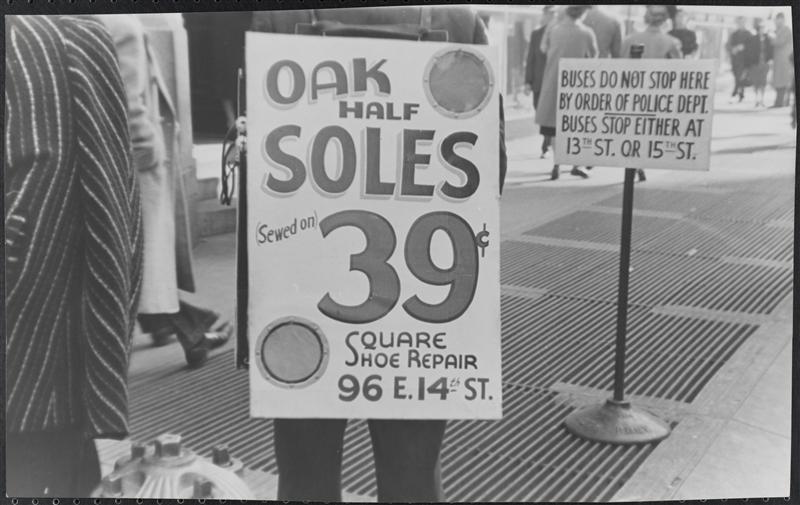 OAK
HALF
SOLES
(Sewed on)
39¢
SQUARE
SHOE REPAIR
96 E. 14th ST.
BUSES DO NOT STOP HERE
BY ORDER OF POLICE DEPT.
BUSES STOP EITHER AT
13TH ST. OR 15TH ST.